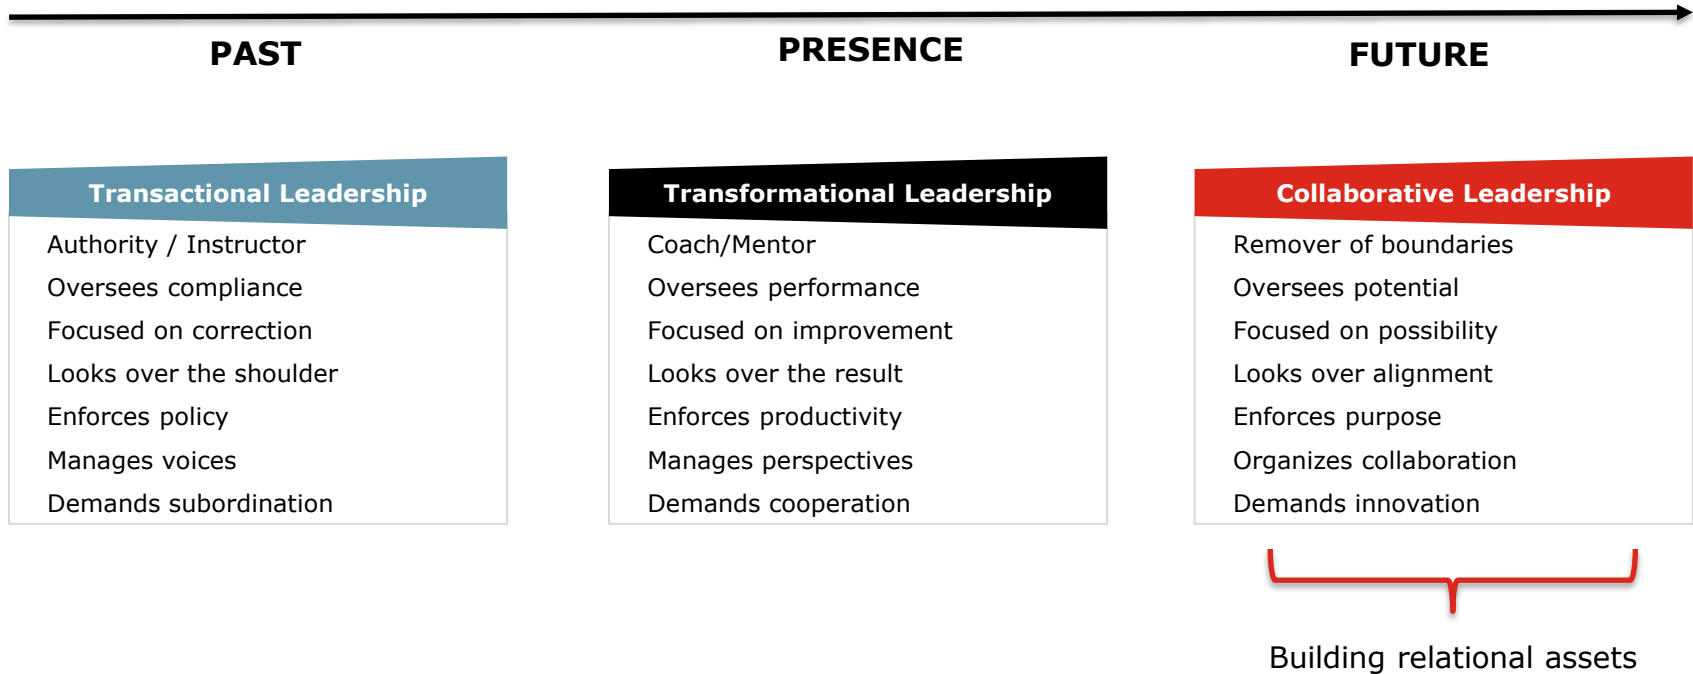 PAST
PRESENCE
FUTURE
Transactional Leadership
Authority / Instructor
Oversees compliance
Focused on correction
Looks over the shoulder
Enforces policy
Manages voices
Demands subordination
Transformational Leadership
Coach/Mentor
Oversees performance
Focused on improvement
Looks over the result
Enforces productivity
Manages perspectives
Demands cooperation
Collaborative Leadership
Remover of boundaries
Oversees potential
Focused on possibility
Looks over alignment
Enforces purpose
Organizes collaboration
Demands innovation
Building relational assets